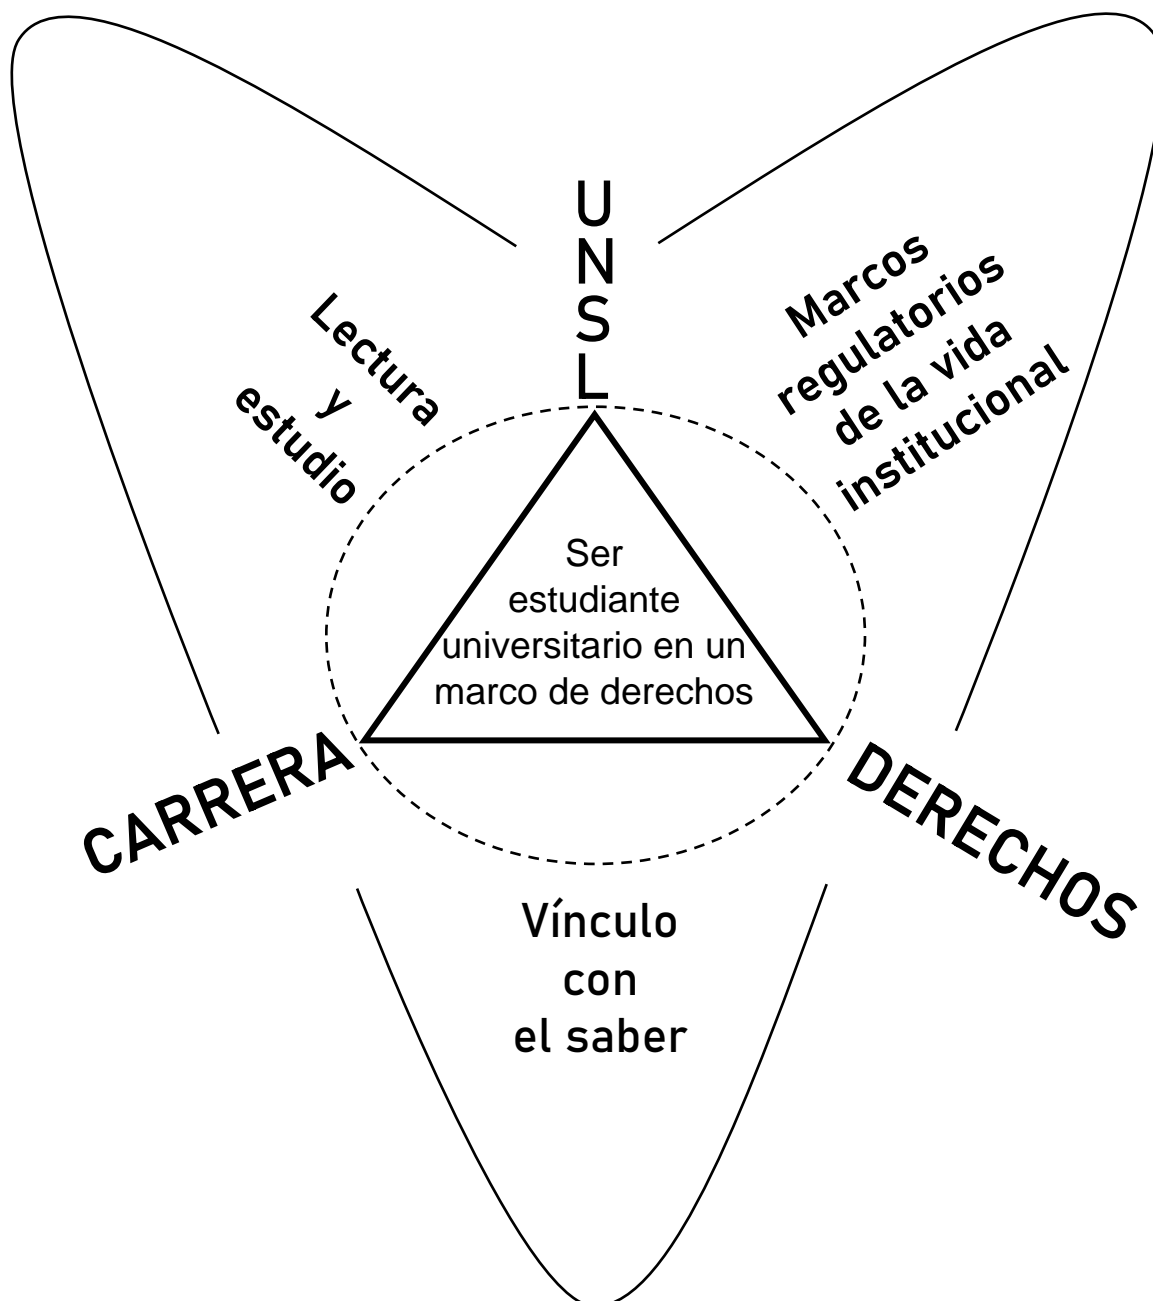 UNSL
Lectura
y
estudio
Marcos
regulatorios
de la vida
institucional
Ser
estudiante
universitario en un
marco de derechos
CARRERA
DERECHOS
Vínculo
con
el saber